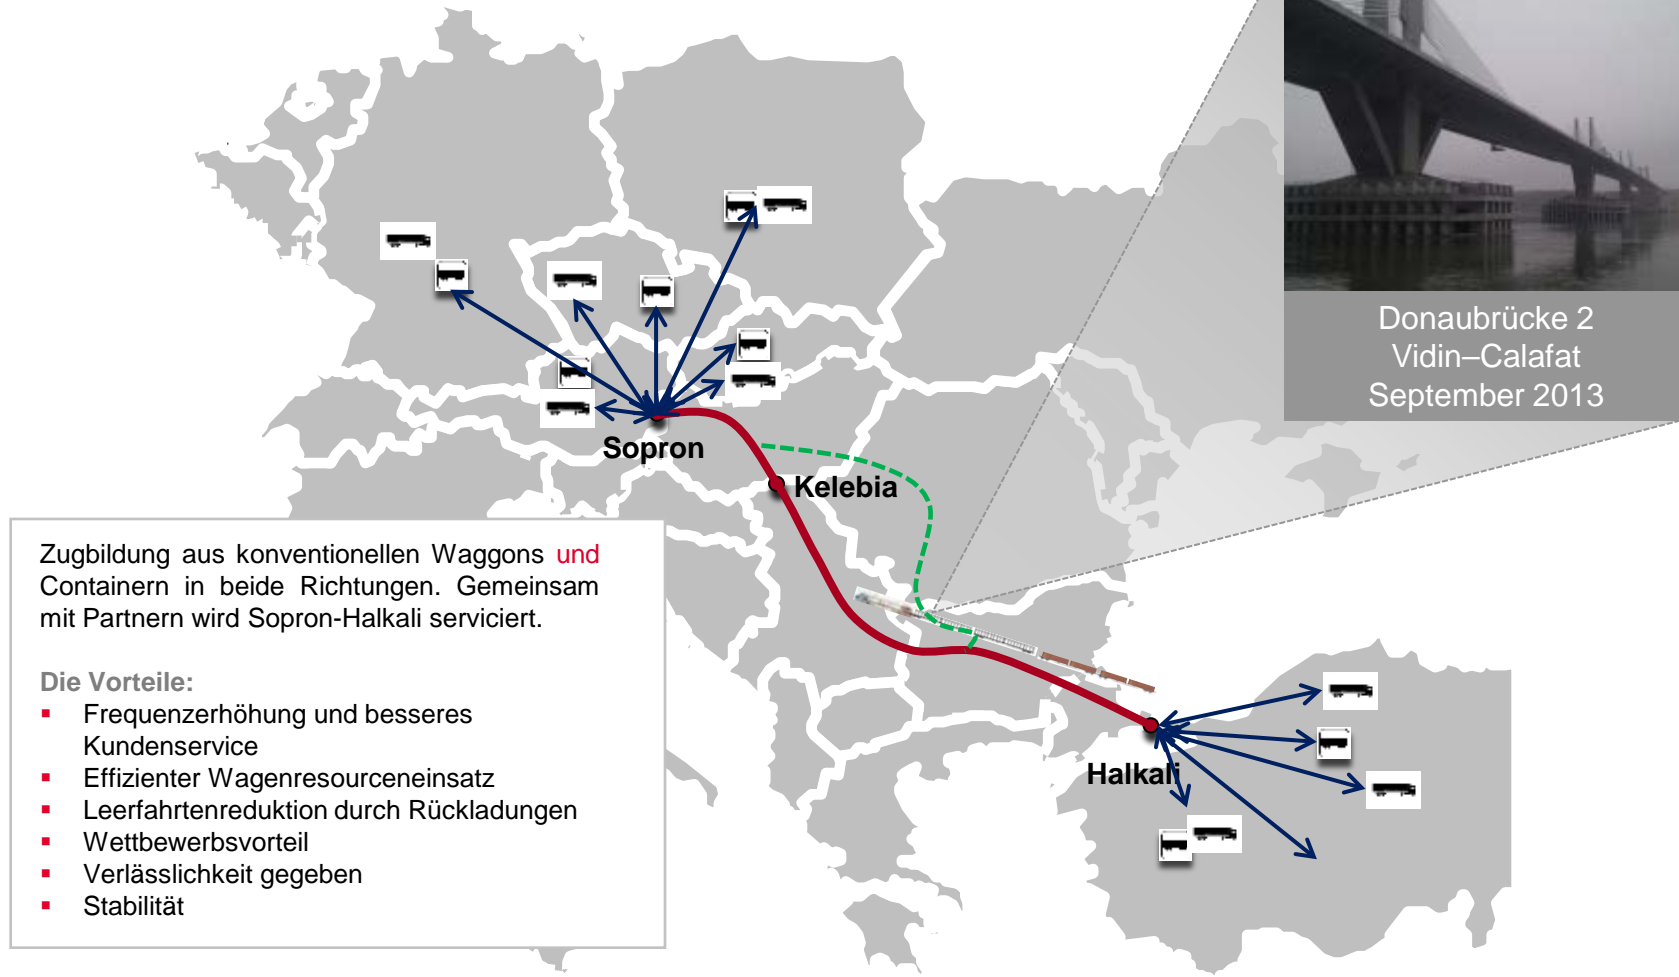 Donaubrücke 2
Vidin–Calafat
September 2013
Sopron
Kelebia
Zugbildung aus konventionellen Waggons und
Containern in beide Richtungen. Gemeinsam
mit Partnern wird Sopron-Halkali serviciert.
Die Vorteile:
Frequenzerhöhung und besseres
Kundenservice
Effizienter Wagenresourceneinsatz
Leerfahrtenreduktion durch Rückladungen
Wettbewerbsvorteil
Verlässlichkeit gegeben
Stabilität
Halkali